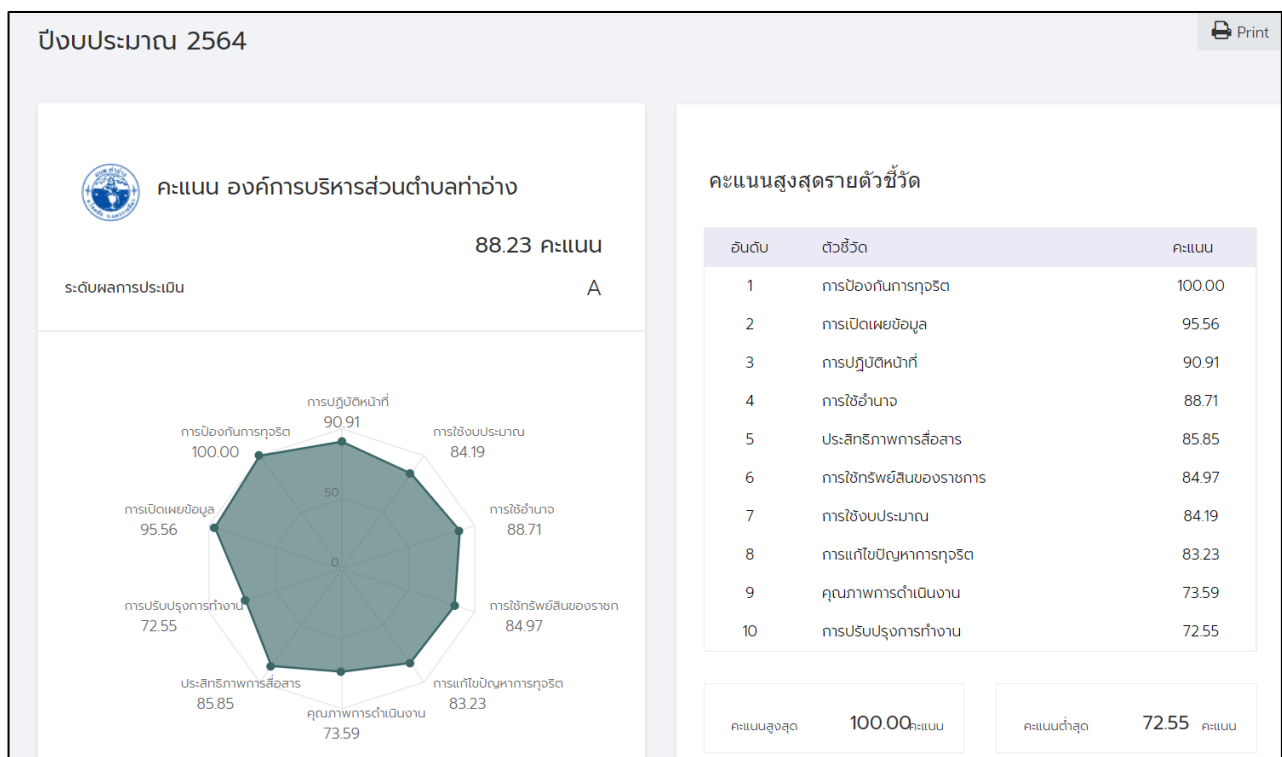 ปีงบประมาณ 2564
Print
คะแนน องค์การบริหารส่วนตำบลท่าอ่าง
88.23 คะแนน
ระดับผลการประเมิน A
การปฏิบัติหน้าที่
90.91
การป้องกันการทุจริต
100.00
การใช้งบประมาณ
84.19
50
การเปิดเผยข้อมูล
95.56
การใช้อำนาจ
88.71
0
การปรับปรุงการทำงาน
72.55
การใช้ทรัพย์สินของราชก
84.97
ประสิทธิภาพการสื่อสาร
85.85
การแก้ไขปัญหาการทุจริต
83.23
คุณภาพการดำเนินงาน
73.59
คะแนนสูงสุดรายตัวชี้วัด
อันดับ ตัวชี้วัด คะแนน
1 การป้องกันการทุจริต 100.00
2 การเปิดเผยข้อมูล 95.56
3 การปฏิบัติหน้าที่ 90.91
4 การใช้อำนาจ 88.71
5 ประสิทธิภาพการสื่อสาร 85.85
6 การใช้ทรัพย์สินของราชการ 84.97
7 การใช้งบประมาณ 84.19
8 การแก้ไขปัญหาการทุจริต 83.23
9 คุณภาพการดำเนินงาน 73.59
10 การปรับปรุงการทำงาน 72.55
คะแนนสูงสุด 100.00 คะแนน
คะแนนต่ำสุด 72.55 คะแนน